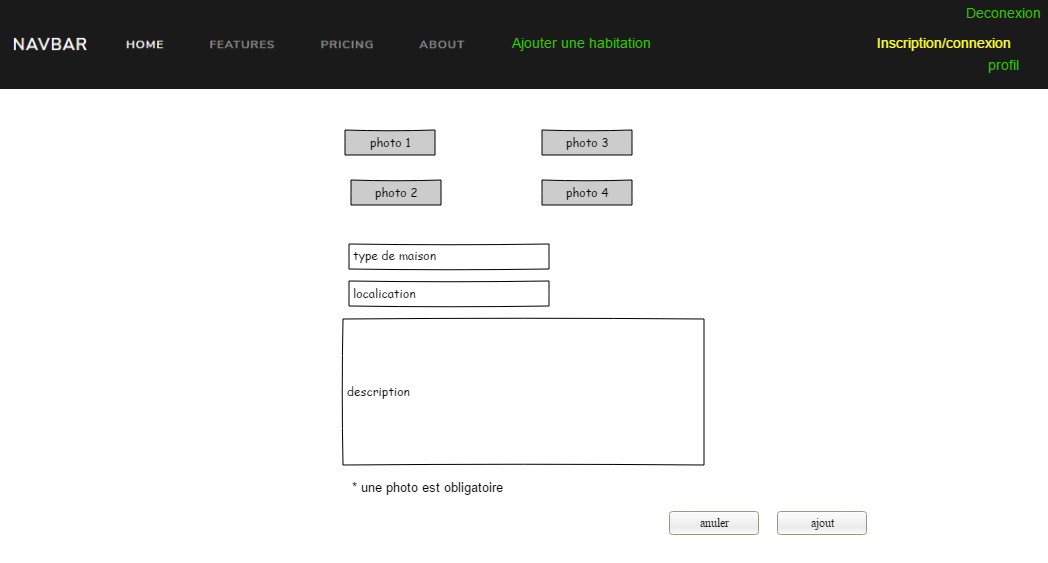 Deconexion
NAVBAR HOME FEATURES PRICING ABOUT Ajouter une habitation Inscription/connexion
profil
photo 1 photo 3
photo 2 photo 4
type de maison
localication
description
* une photo est obligatoire
anuler ajout